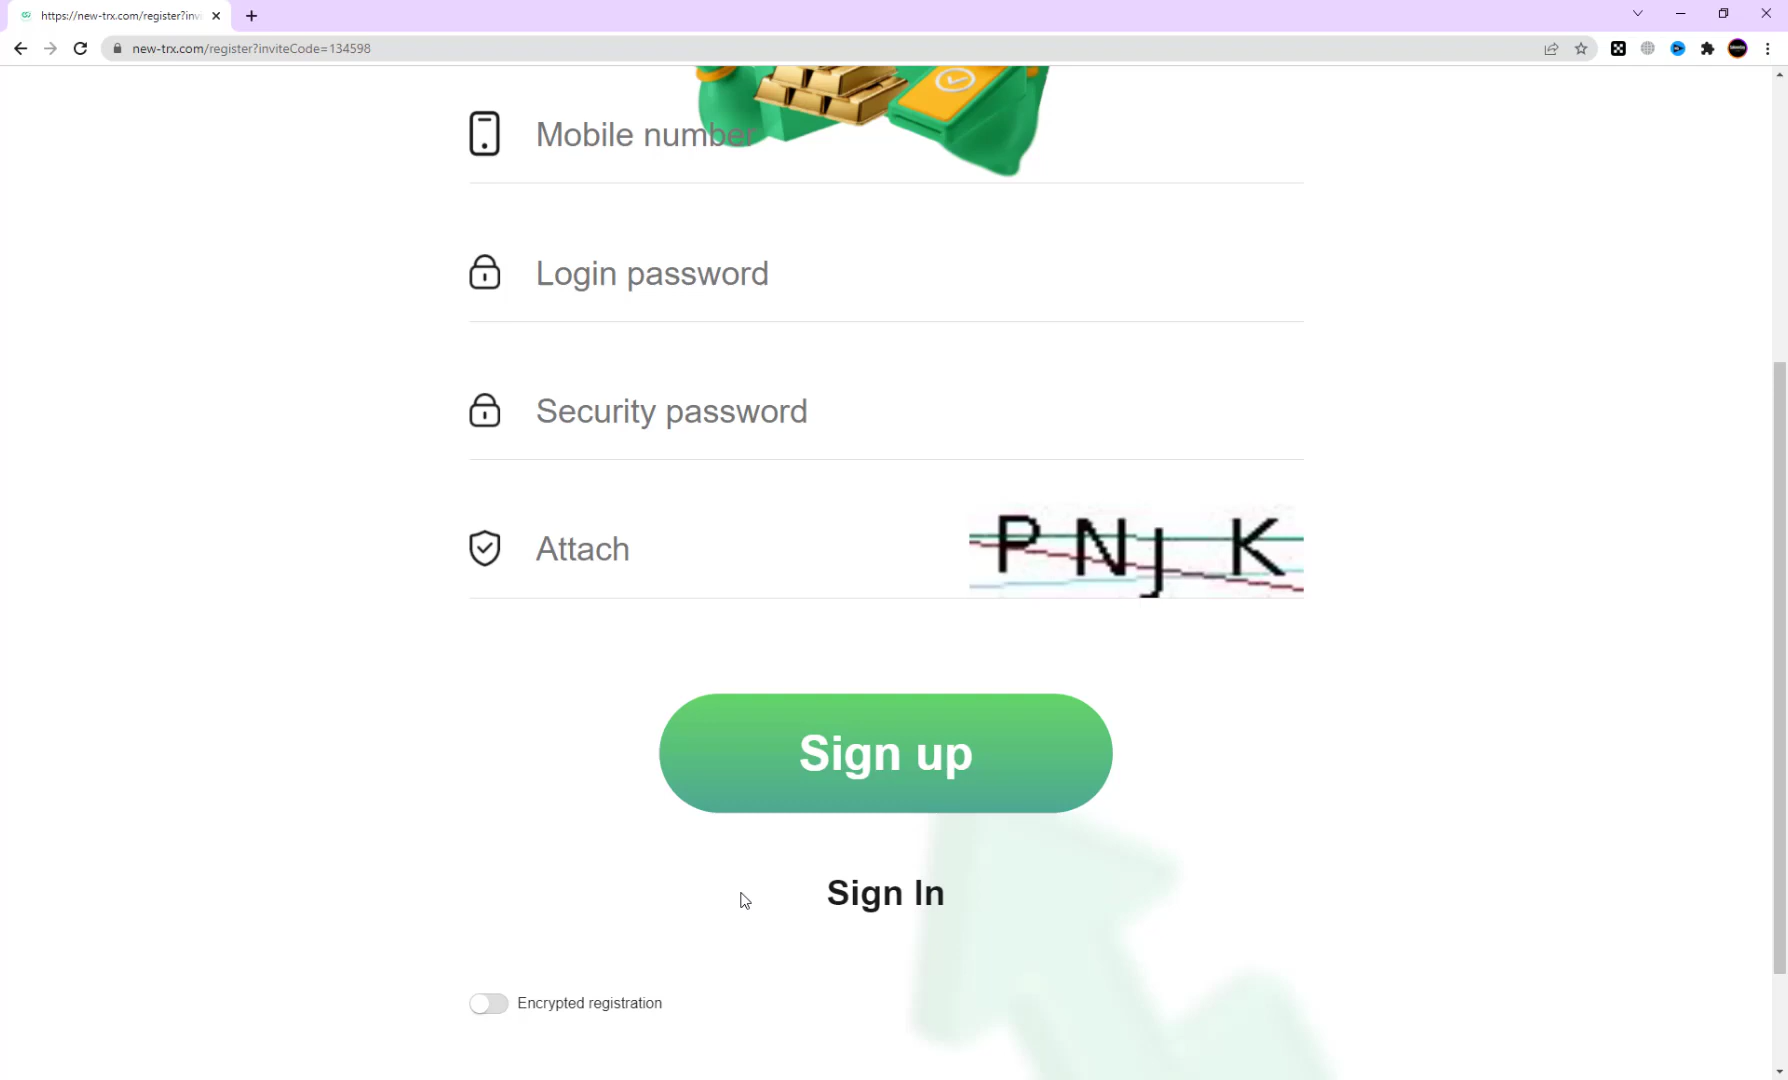 https://new-trx.com/register?inv
new-trx.com/register?inviteCode=134598
Mobile number
Login password
Security password
Attach
P N j K
Sign up
Sign In
Encrypted registration